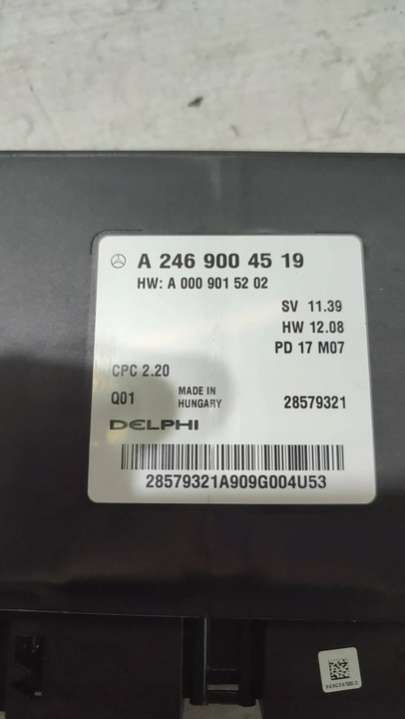 A 246 900 45 19
HW: A 000 901 52 02
SV 11.39
HW 12.08
PD 17 M07
CPC 2.20
Q01 MADE IN HUNGARY 28579321
DELPHI
28579321A909G004U53